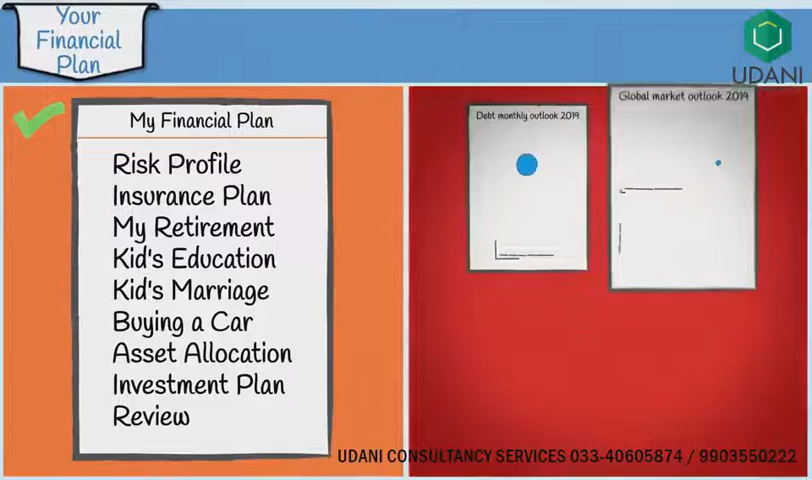 Your
Financial
Plan
UDANI
My Financial Plan
Risk Profile
Insurance Plan
My Retirement
Kid's Education
Kid's Marriage
Buying a Car
Asset Allocation
Investment Plan
Review
Debt monthly outlook 2019
Global market outlook 2019
UDANI CONSULTANCY SERVICES 033-40605874 / 9903550222